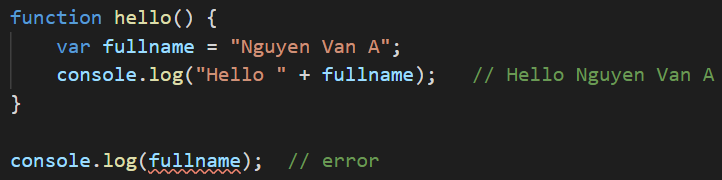 function hello() {
    var fullname = "Nguyen Van A";
    console.log("Hello " + fullname);   // Hello Nguyen Van A
}
console.log(fullname);  // error